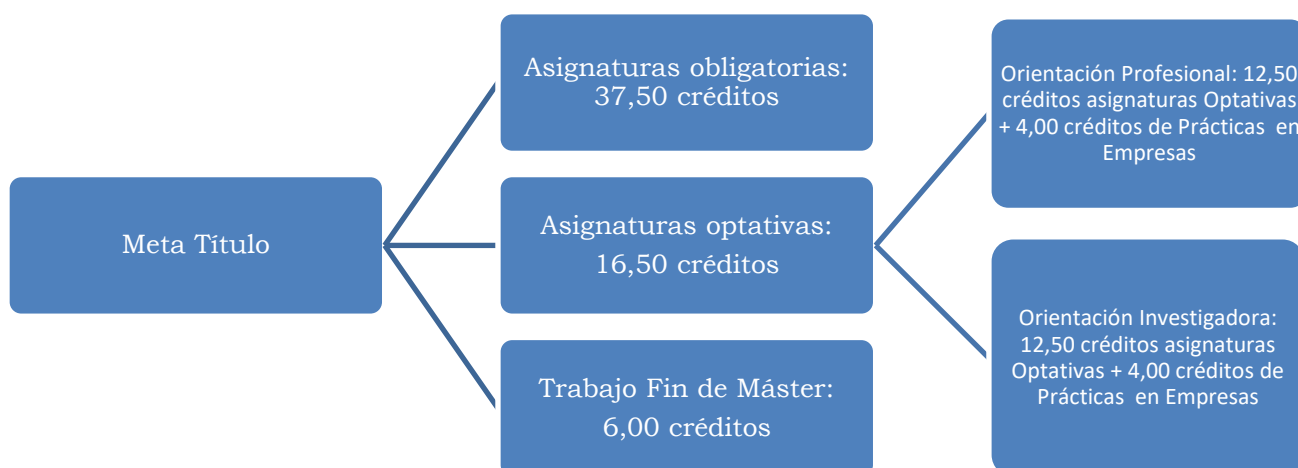 Meta Título
Asignaturas obligatorias:
37,50 créditos
Asignaturas optativas:
16,50 créditos
Trabajo Fin de Máster:
6,00 créditos
Orientación Profesional: 12,50
créditos asignaturas Optativas
+ 4,00 créditos de Prácticas en
Empresas
Orientación Investigadora:
12,50 créditos asignaturas
Optativas + 4,00 créditos de
Prácticas en Empresas